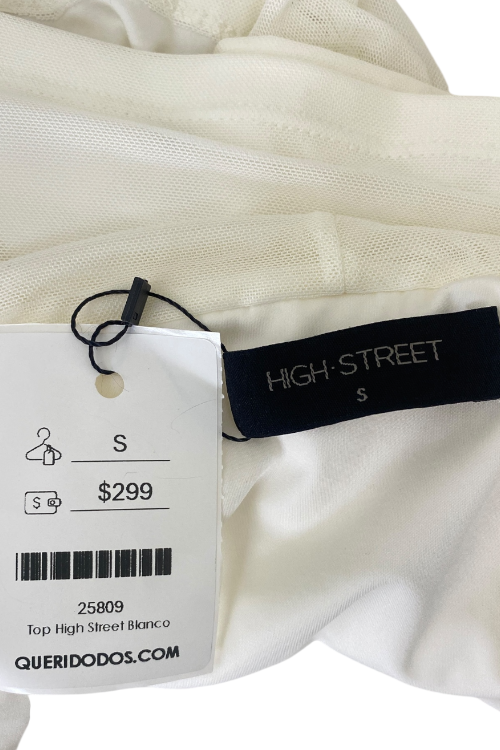 HIGH·STREET
S
S
$
$299
25809
Top High Street Blanco
QUERIDODOS.COM